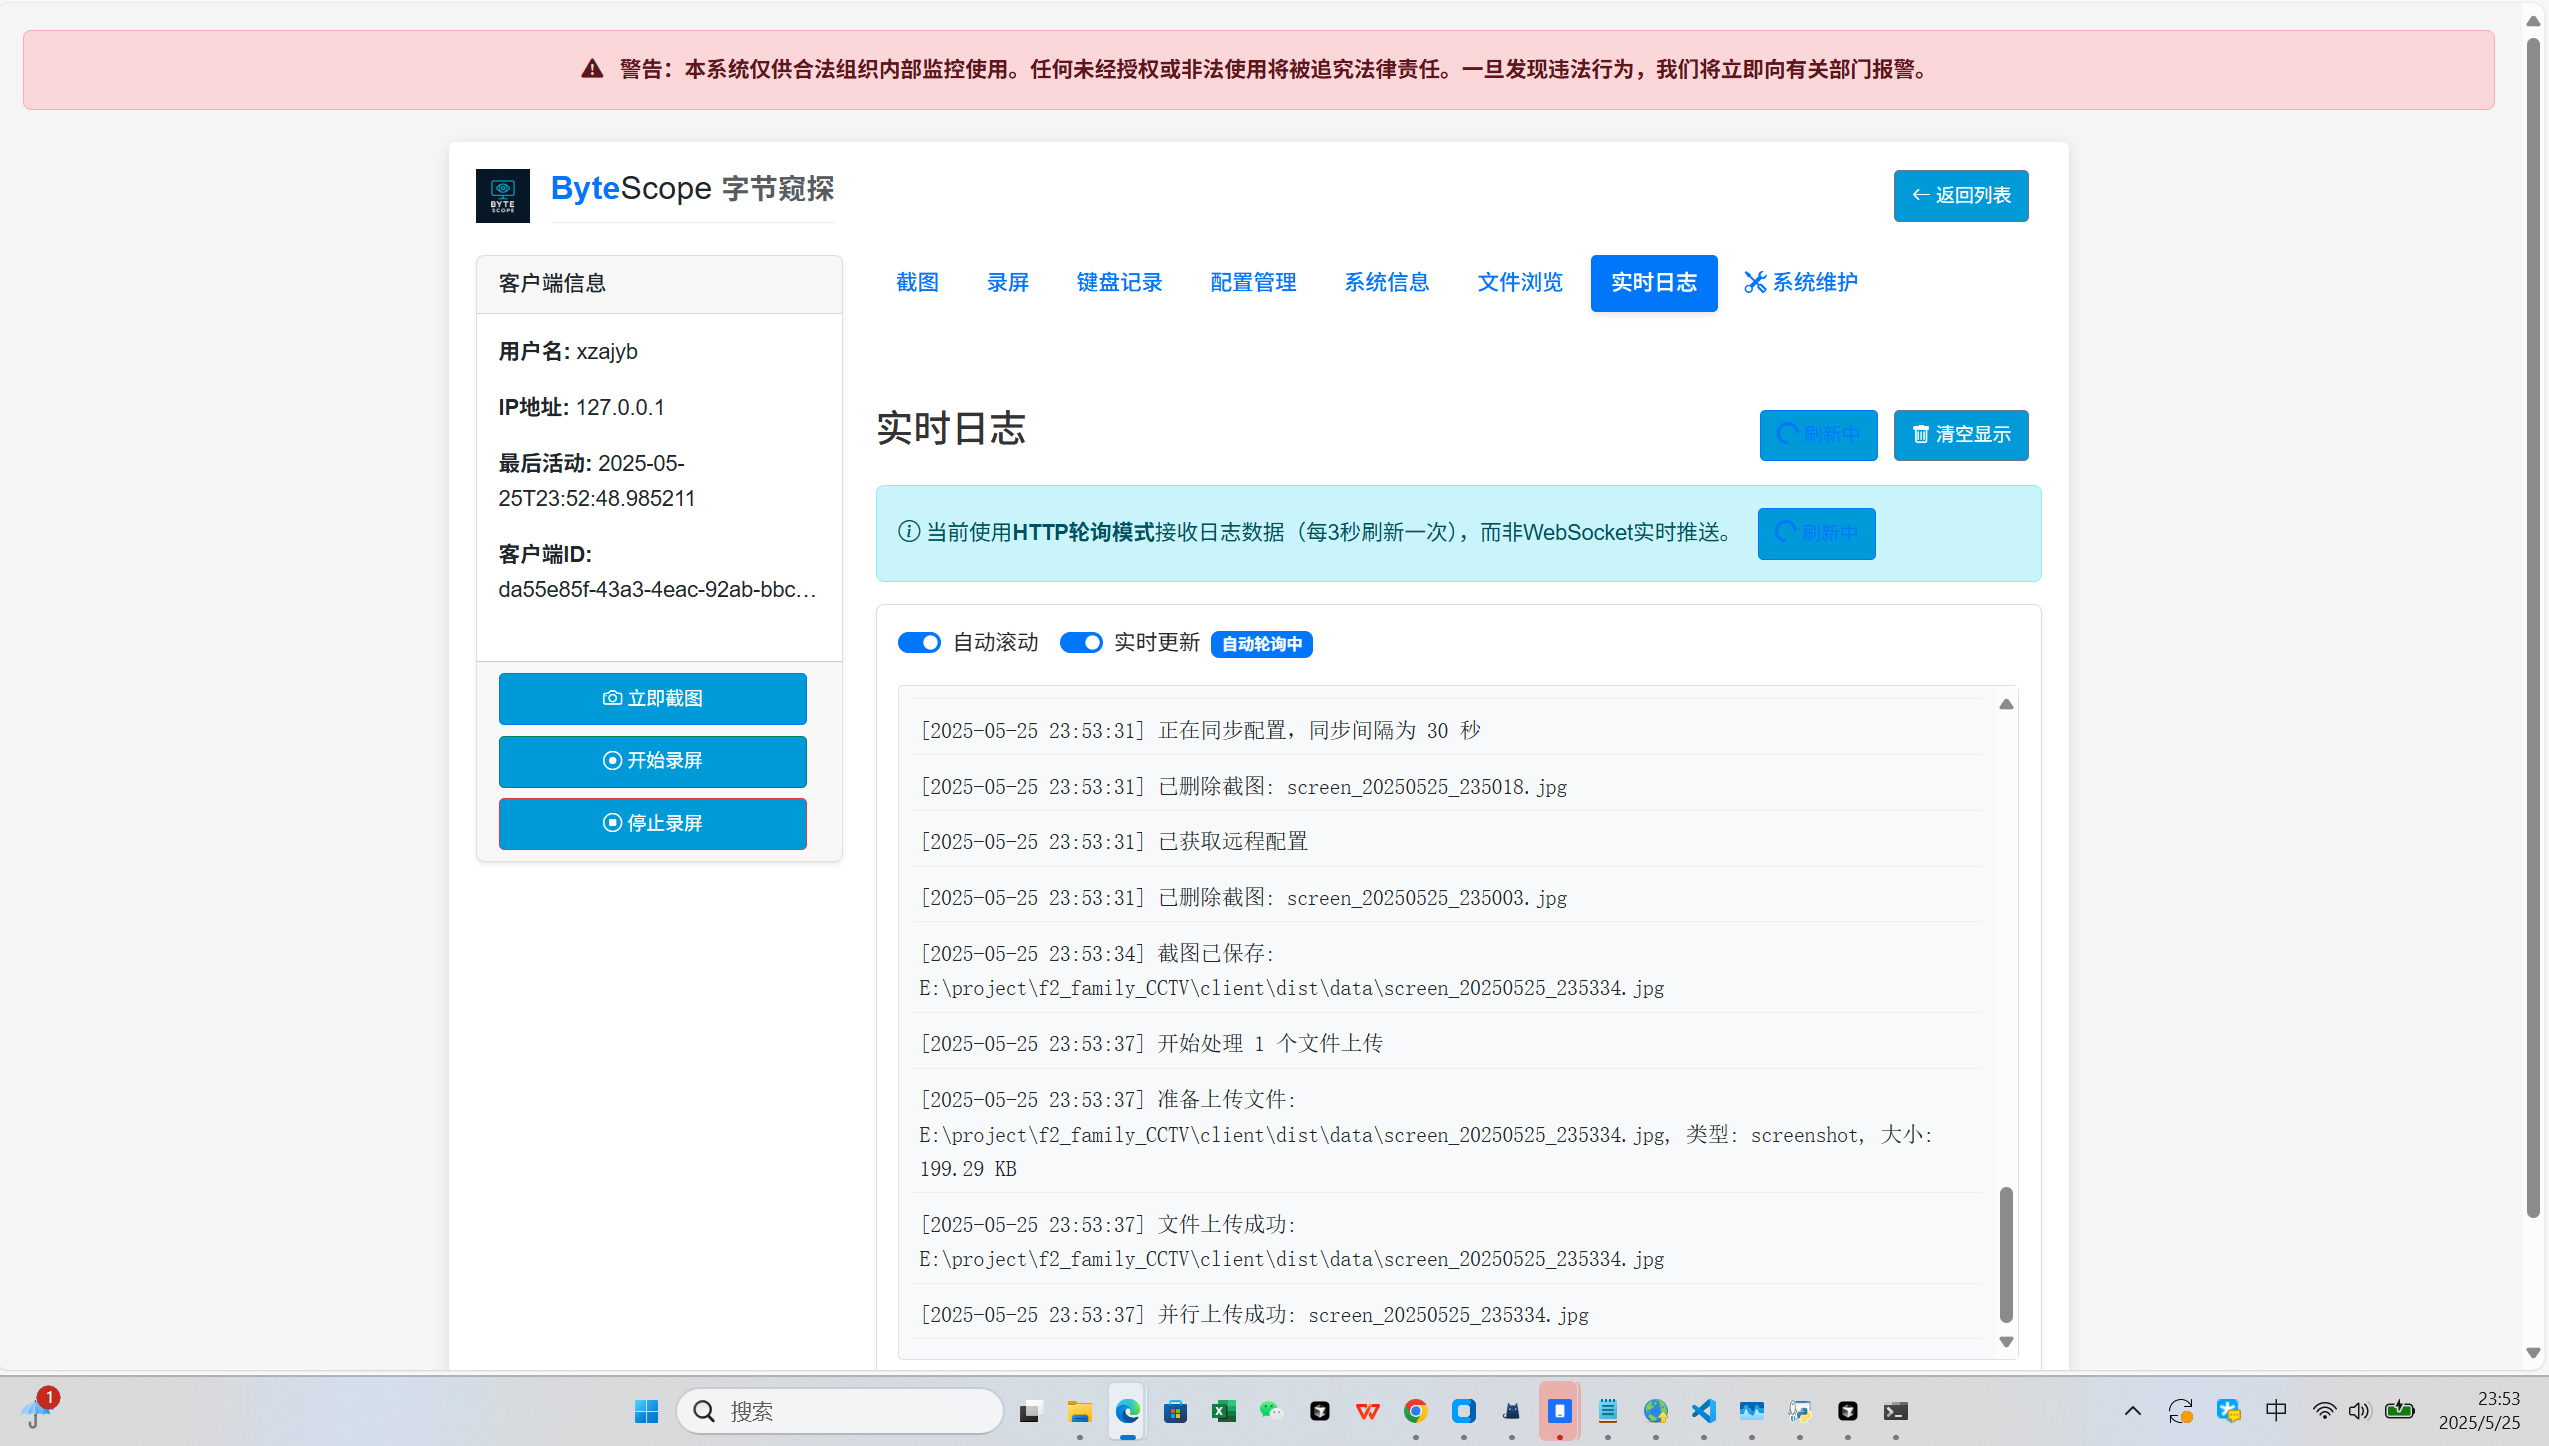 警告：本系统仅供合法组织内部监控使用。任何未经授权或非法使用将被追究法律责任。一旦发现违法行为，我们将立即向有关部门报警。
BYTE
SCOPE
ByteScope 字节窥探
← 返回列表
客户端信息
用户名: xzajyb
IP地址: 127.0.0.1
最后活动: 2025-05-
25T23:52:48.985211
客户端ID:
da55e85f-43a3-4eac-92ab-bbc...
立即截图
开始录屏
停止录屏
截图 录屏 键盘记录 配置管理 系统信息 文件浏览 实时日志 系统维护
实时日志
刷新中
清空显示
当前使用HTTP轮询模式接收日志数据（每3秒刷新一次），而非WebSocket实时推送。
刷新中
自动滚动 实时更新 自动轮询中
[2025-05-25 23:53:31] 正在同步配置，同步间隔为 30 秒
[2025-05-25 23:53:31] 已删除截图: screen_20250525_235018.jpg
[2025-05-25 23:53:31] 已获取远程配置
[2025-05-25 23:53:31] 已删除截图: screen_20250525_235003.jpg
[2025-05-25 23:53:34] 截图已保存:
E:\project\f2_family_CCTV\client\dist\data\screen_20250525_235334.jpg
[2025-05-25 23:53:37] 开始处理 1 个文件上传
[2025-05-25 23:53:37] 准备上传文件:
E:\project\f2_family_CCTV\client\dist\data\screen_20250525_235334.jpg, 类型: screenshot, 大小:
199.29 KB
[2025-05-25 23:53:37] 文件上传成功:
E:\project\f2_family_CCTV\client\dist\data\screen_20250525_235334.jpg
[2025-05-25 23:53:37] 并行上传成功: screen_20250525_235334.jpg
1
搜索
中
23:53
2025/5/25